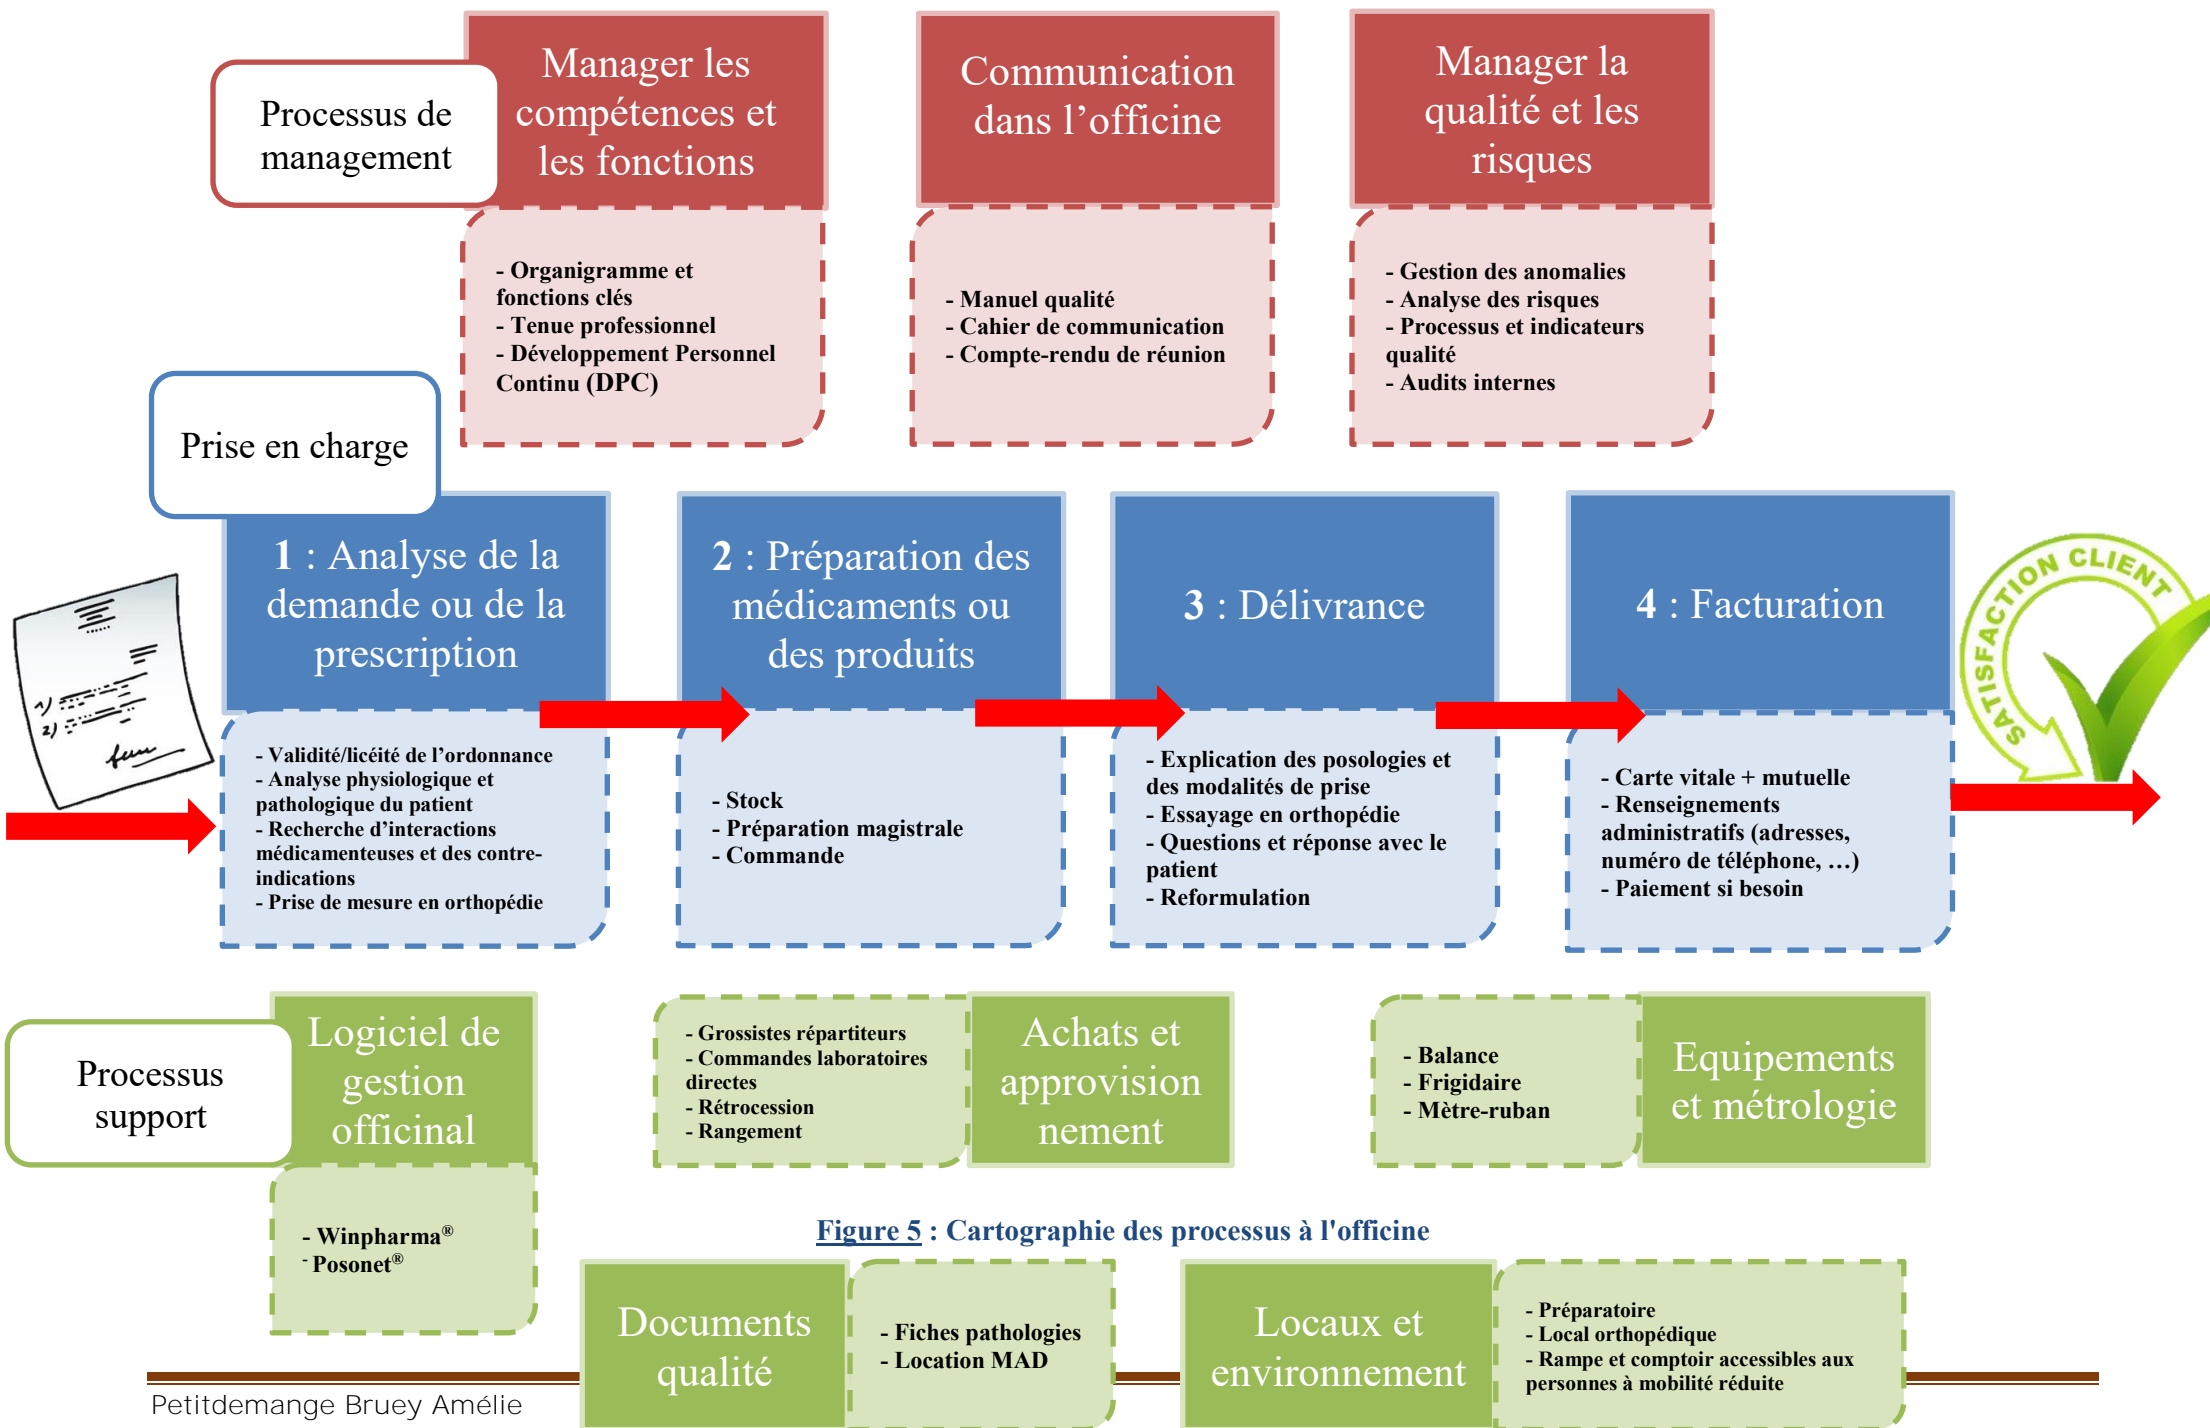 Processus de
management
Manager les
compétences et
les fonctions
- Organigramme et
fonctions clés
- Tenue professionnel
- Développement Personnel
Continu (DPC)
Communication
dans l’officine
- Manuel qualité
- Cahier de communication
- Compte-rendu de réunion
Manager la
qualité et les
risques
- Gestion des anomalies
- Analyse des risques
- Processus et indicateurs
qualité
- Audits internes
Prise en charge
1 : Analyse de la
demande ou de la
prescription
- Validité/licéité de l’ordonnance
- Analyse physiologique et
pathologique du patient
- Recherche d’interactions
médicamenteuses et des contre-
indications
- Prise de mesure en orthopédie
1)
2)
2 : Préparation des
médicaments ou
des produits
- Stock
- Préparation magistrale
- Commande
3 : Délivrance
- Explication des posologies et
des modalités de prise
- Essayage en orthopédie
- Questions et réponse avec le
patient
- Reformulation
4 : Facturation
- Carte vitale + mutuelle
- Renseignements
administratifs (adresses,
numéro de téléphone, …)
- Paiement si besoin
SATISFACTION CLIENT
Processus
support
Logiciel de
gestion
officinal
- Winpharma®
- Posonet®
- Grossistes répartiteurs
- Commandes laboratoires
directes
- Rétrocession
- Rangement
Achats et
approvision
nement
- Balance
- Frigidaire
- Mètre-ruban
Equipements
et métrologie
Figure 5 : Cartographie des processus à l'officine
Documents
qualité
- Fiches pathologies
- Location MAD
Locaux et
environnement
- Préparatoire
- Local orthopédique
- Rampe et comptoir accessibles aux
personnes à mobilité réduite
Petitdemange Bruey Amélie